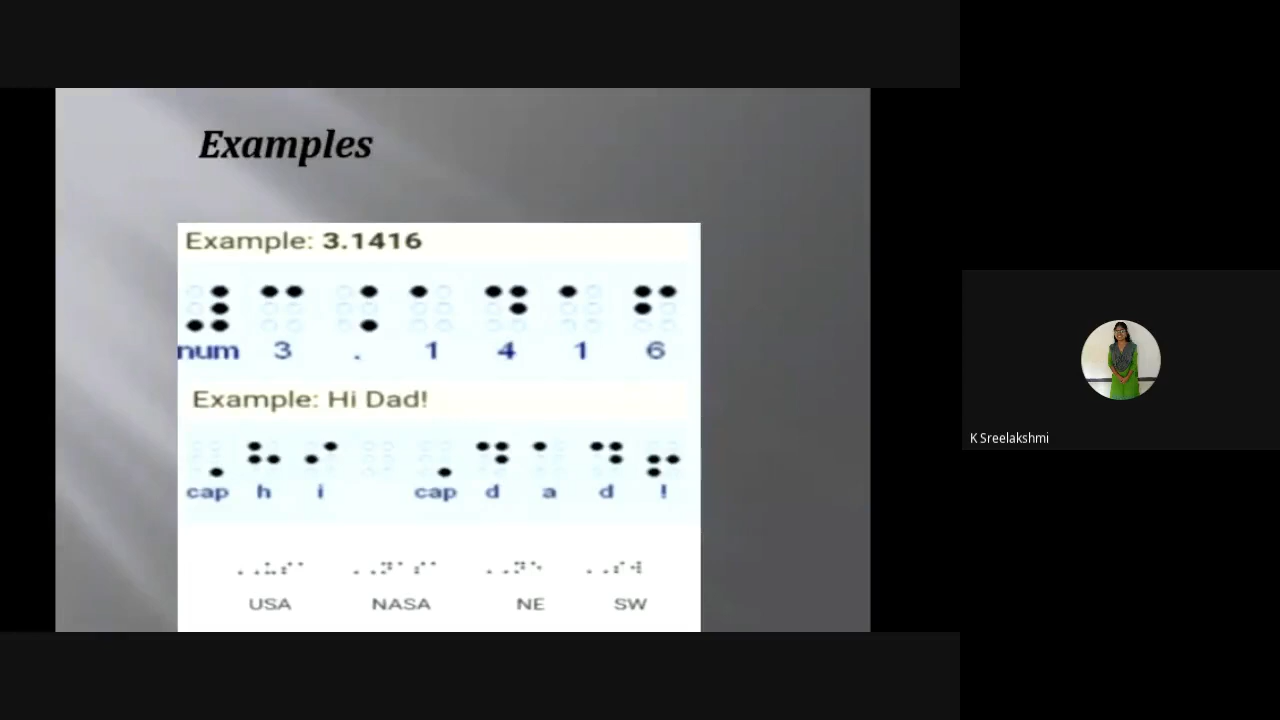 Examples
Example: 3.1416
num 3 . 1 4 1 6
Example: Hi Dad!
cap h i cap d a d !
USA NASA NE SW
K Sreelakshmi